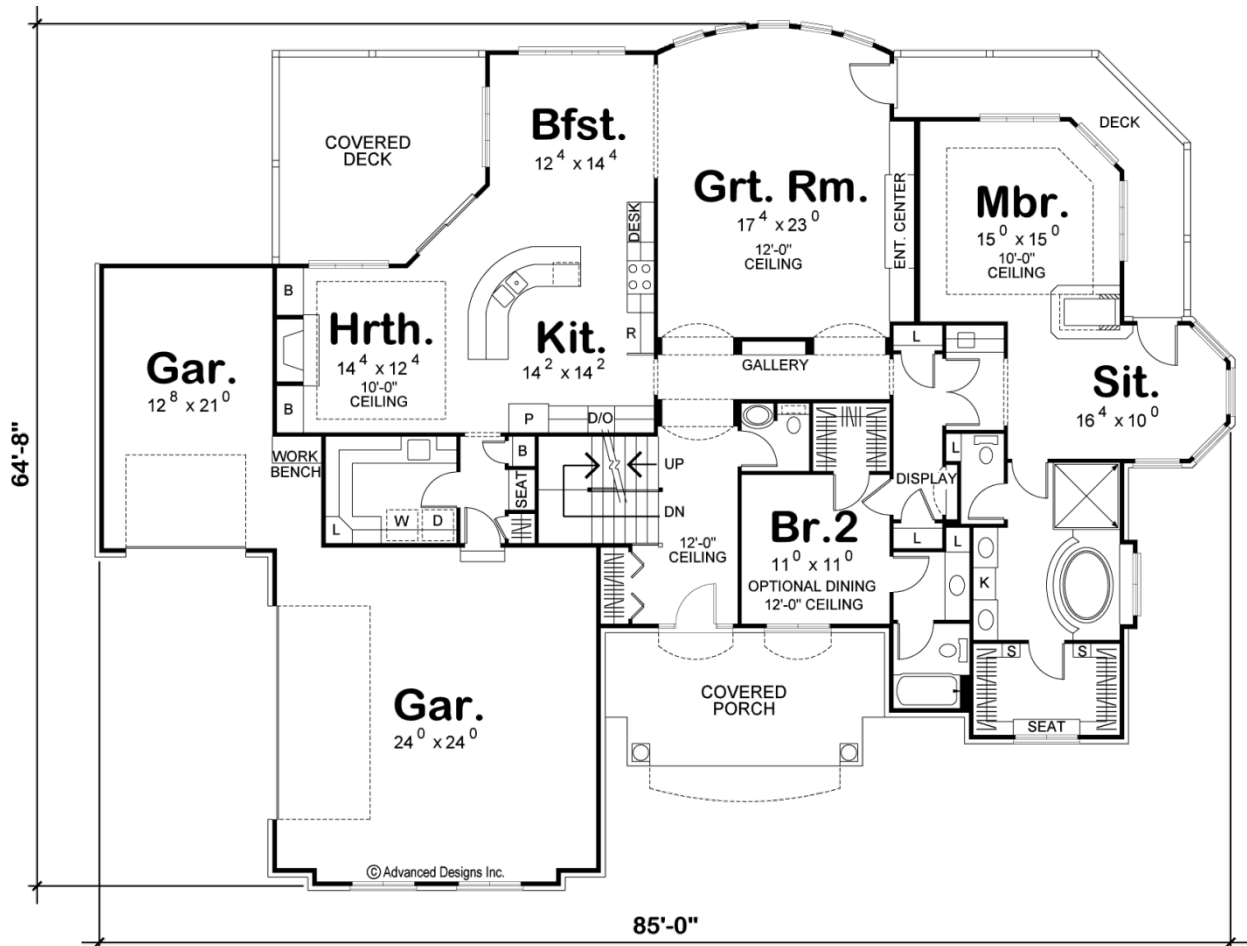 COVERED
DECK
Bfst.
12 4 x 14 4
DESK
Grt. Rm.
17 4 x 23 0
12'-0"
CEILING
ENT. CENTER
DECK
Mbr.
15 0 x 15 0
10'-0"
CEILING
Gar.
12 8 x 21 0
B
B
Hrth.
14 4 x 12 4
10'-0"
CEILING
Kit.
14 2 x 14 2
R
P
D/O
GALLERY
L
Sit.
16 4 x 10 0
64'-8"
WORK
BENCH
L
W
D
B
SEAT
UP
DN
12'-0"
CEILING
DISPLAY
L
Br.2
11 0 x 11 0
OPTIONAL DINING
12'-0" CEILING
L
L
K
S
S
SEAT
COVERED
PORCH
Gar.
24 0 x 24 0
© Advanced Designs Inc.
85'-0"